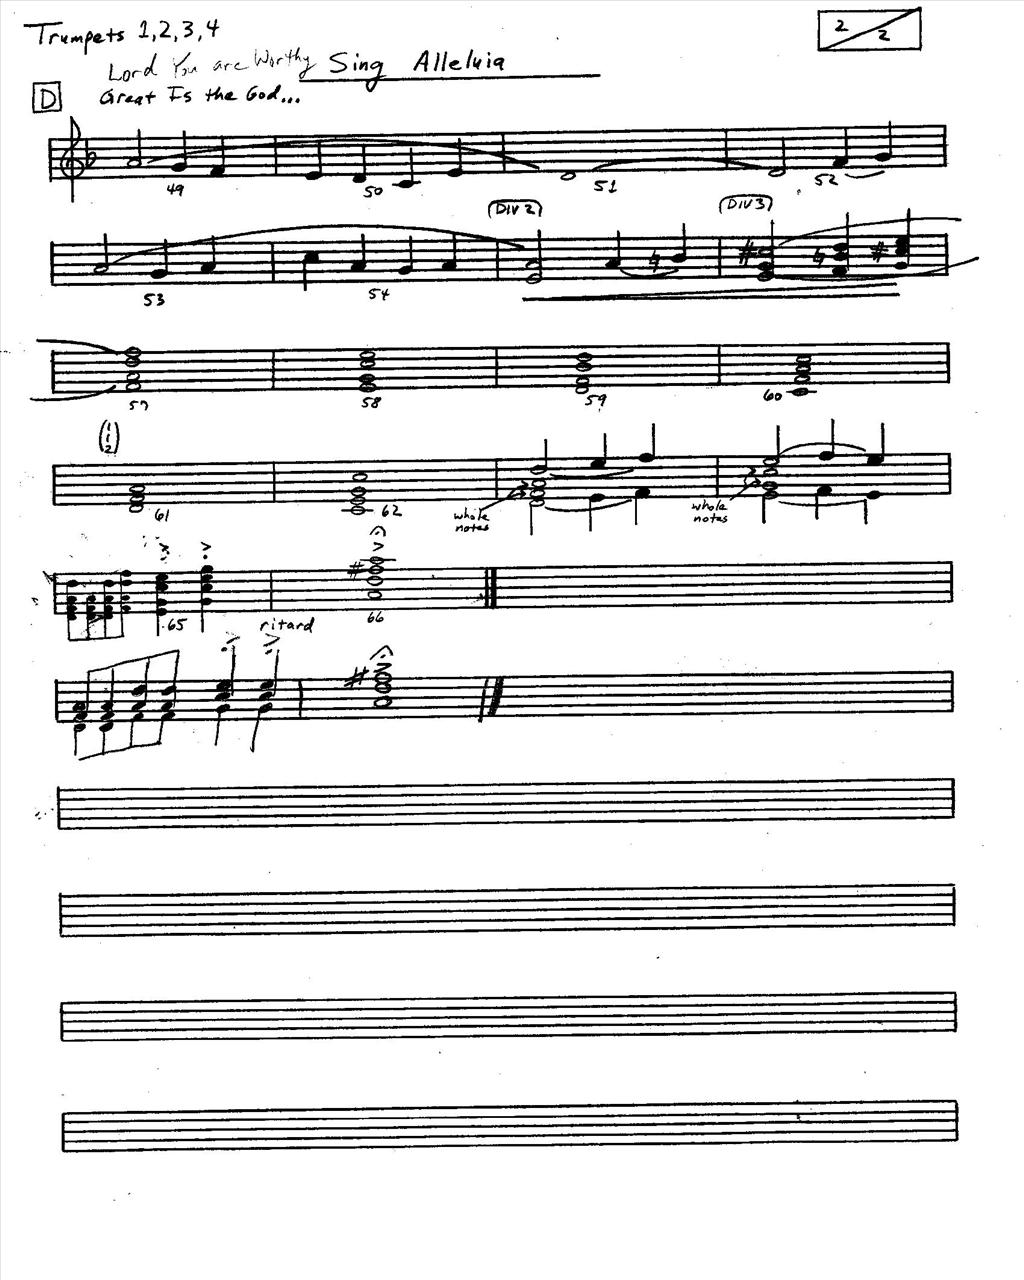 Trumpets 1,2,3,4
2/2
Lord You are Worthy Sing Alleluia
D Great Is the God...
49 50 51 52
Div 2 Div 3
53 54
57 58 59 60
1
1
2
61 62 whole notes whole notes
65 ritard 66